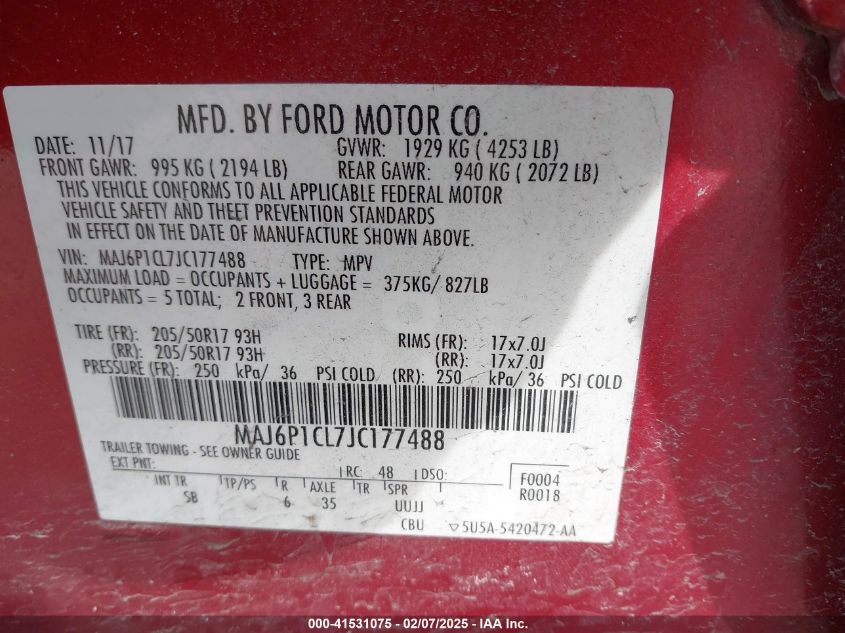 MFD. BY FORD MOTOR CO.
DATE: 11/17 GVWR: 1929 KG ( 4253 LB)
FRONT GAWR: 995 KG ( 2194 LB) REAR GAWR: 940 KG ( 2072 LB)
THIS VEHICLE CONFORMS TO ALL APPLICABLE FEDERAL MOTOR
VEHICLE SAFETY AND THEFT PREVENTION STANDARDS
IN EFFECT ON THE DATE OF MANUFACTURE SHOWN ABOVE.
VIN: MAJ6P1CL7JC177488 TYPE: MPV
MAXIMUM LOAD = OCCUPANTS + LUGGAGE = 375KG/ 827LB
OCCUPANTS = 5 TOTAL; 2 FRONT, 3 REAR
TIRE (FR): 205/50R17 93H RIMS (FR): 17x7.0J
(RR): 205/50R17 93H (RR): 17x7.0J
PRESSURE (FR): 250 kPa/ 36 PSI COLD (RR): 250 kPa/ 36 PSI COLD
MAJ6P1CL7JC177488
TRAILER TOWING - SEE OWNER GUIDE
EXT PNT: RC: 48 DSO: F0004
INT TR TP/PS R AXLE TR SPR R0018
SB 6 35 UUJJ
CBU ▽5U5A-5420472-AA
000-41531075 - 02/07/2025 - IAA Inc.